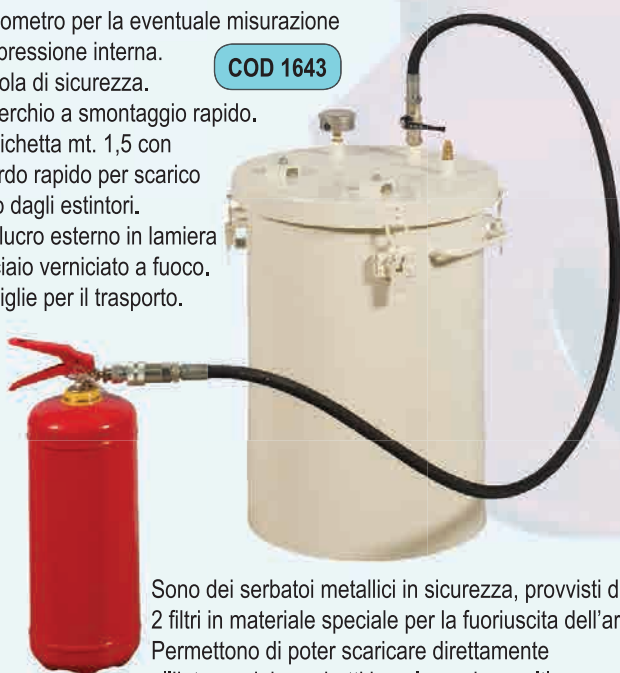 ometro per la eventuale misurazione
pressione interna.
ola di sicurezza.
COD 1643
erchio a smontaggio rapido.
ichetta mt. 1,5 con
rdo rapido per scarico
o dagli estintori.
lucro esterno in lamiera
iaio verniciato a fuoco.
iglie per il trasporto.
Sono dei serbatoi metallici in sicurezza, provvisti d
2 filtri in materiale speciale per la fuoriuscita dell'ar
Permettono di poter scaricare direttamente